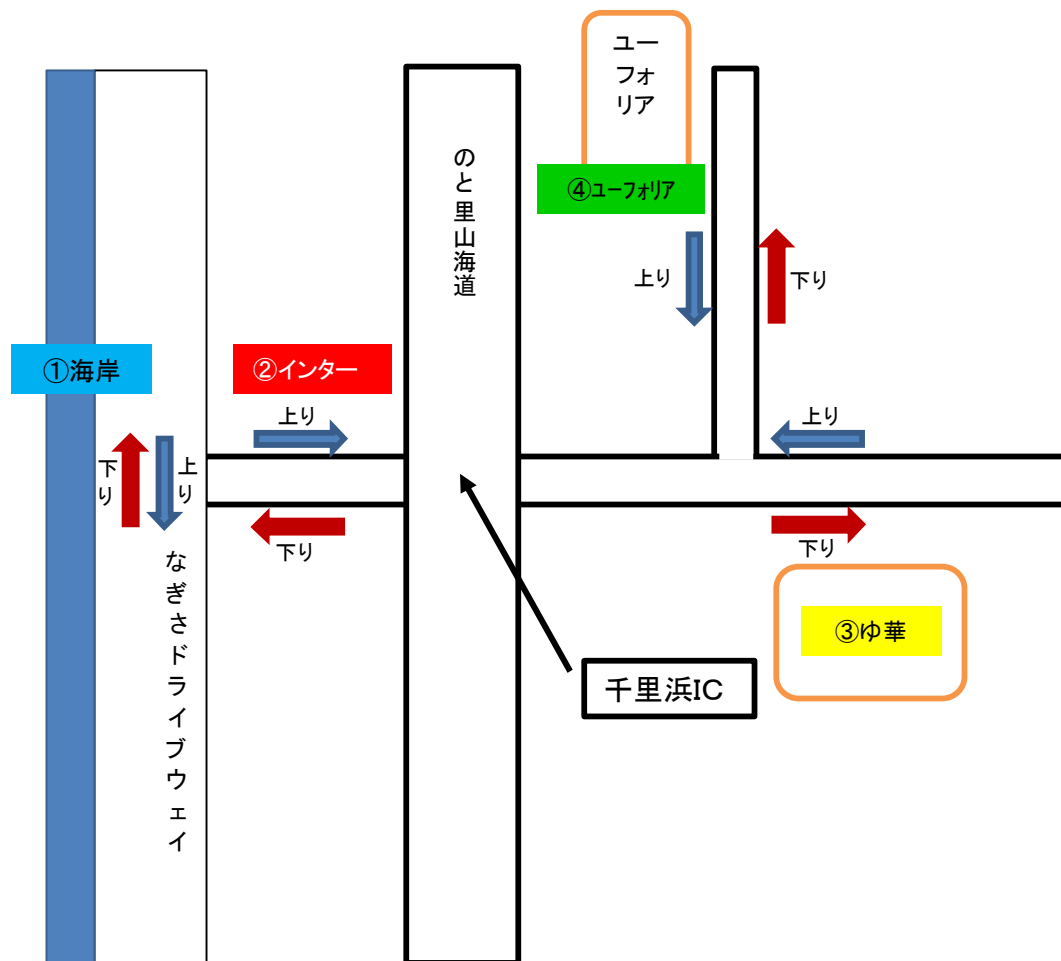 ユー
フォ
リア
④ユーフォリア
のと里山海道
上り
下り
①海岸
②インター
上り
上り
下り
上り
下り
下り
③ゆ華
千里浜IC
なぎさドライブウェイ